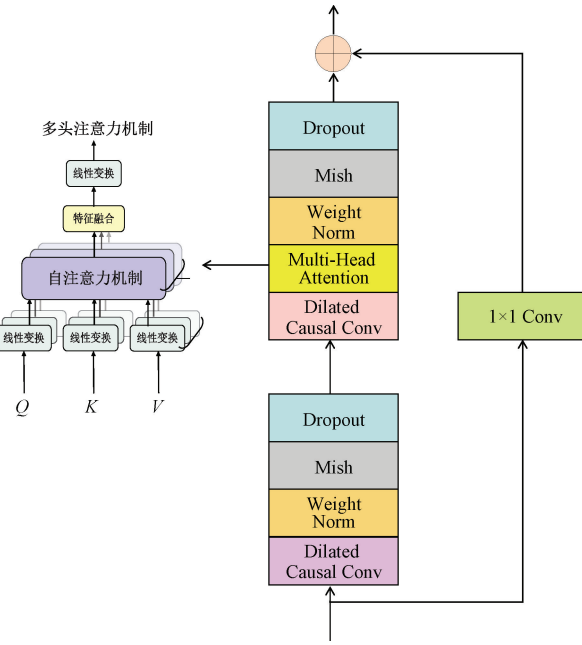 多头注意力机制
线性变换
特征融合
自注意力机制
线性变换
线性变换
线性变换
Q
K
V
Dropout
Mish
Weight
Norm
Multi-Head
Attention
Dilated
Causal Conv
Dropout
Mish
Weight
Norm
Dilated
Causal Conv
1×1 Conv